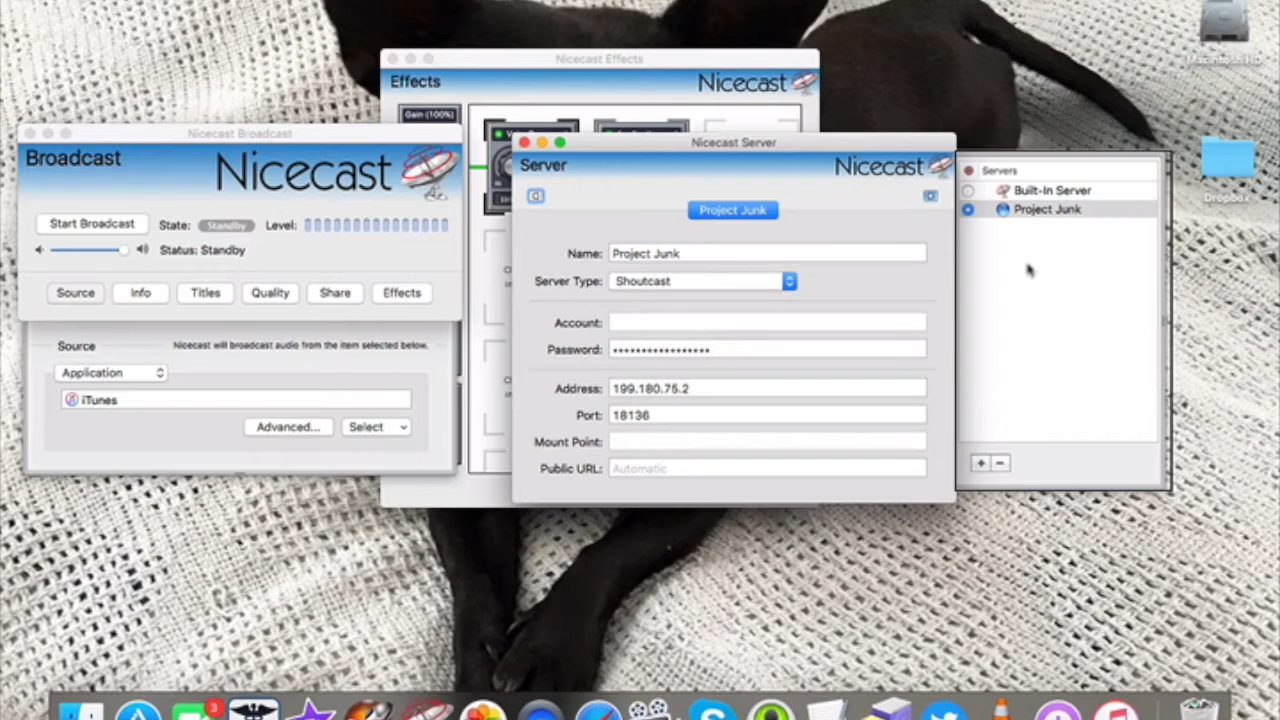 Macintosh HD
Dropbox
Nicecast Effects
Effects
Nicecast
Gain (100%)
Nicecast Broadcast
Broadcast
Nicecast
Start Broadcast
State:
Standby
Level:
Status: Standby
Source
Info
Titles
Quality
Share
Effects
Source
Nicecast will broadcast audio from the item selected below.
Application
iTunes
Advanced...
Select
Nicecast Server
Server
Nicecast
Project Junk
Name: Project Junk
Server Type: Shoutcast
Account:
Password: •••••••••••••••••
Address: 199.180.75.2
Port: 18136
Mount Point:
Public URL: Automatic
Servers
Built-In Server
Project Junk
3